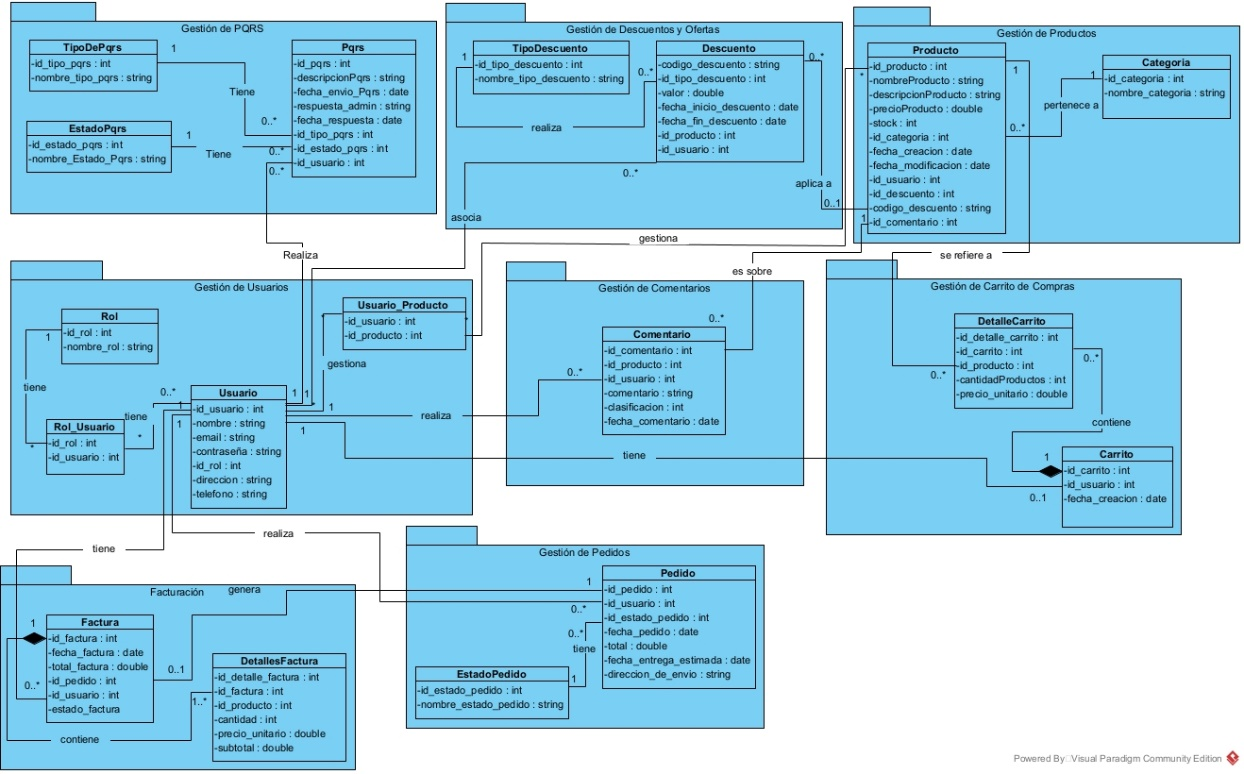 Gestión de PQRS
TipoDePqrs
-id_tipo_pqrs : int
-nombre_tipo_pqrs : string
1
Tiene
0..*
Pqrs
-id_pqrs : int
-descripcionPqrs : string
-fecha_envio_Pqrs : date
-respuesta_admin : string
-fecha_respuesta : date
-id_tipo_pqrs : int
-id_estado_pqrs : int
-id_usuario : int
EstadoPqrs
-id_estado_pqrs : int
-nombre_Estado_Pqrs : string
1
Tiene
0..*
0..*
Realiza
Gestión de Descuentos y Ofertas
TipoDescuento
-id_tipo_descuento : int
-nombre_tipo_descuento : string
1
realiza
0..*
Descuento
-codigo_descuento : string
-id_tipo_descuento : int
-valor : double
-fecha_inicio_descuento : date
-fecha_fin_descuento : date
-id_producto : int
-id_usuario : int
0..*
0..*
aplica a
0..1
asocia
gestiona
Gestión de Productos
Producto
-id_producto : int
-nombreProducto : string
-descripcionProducto : string
-precioProducto : double
-stock : int
-id_categoria : int
-fecha_creacion : date
-fecha_modificacion : date
-id_usuario : int
-id_descuento : int
-codigo_descuento : string
-id_comentario : int
*
1
1
0..*
pertenece a
1
Categoria
-id_categoria : int
-nombre_categoria : string
es sobre
se refiere a
Gestión de Usuarios
Rol
-id_rol : int
-nombre_rol : string
1
tiene
*
Rol_Usuario
-id_rol : int
-id_usuario : int
tiene
*
0..*
Usuario_Producto
-id_usuario : int
-id_producto : int
*
gestiona
Usuario
-id_usuario : int
-nombre : string
-email : string
-contraseña : string
-id_rol : int
-direccion : string
-telefono : string
1
1
1
1
*
1
1
realiza
tiene
Gestión de Comentarios
0..*
Comentario
-id_comentario : int
-id_producto : int
-id_usuario : int
-comentario : string
-clasificacion : int
-fecha_comentario : date
0..*
Gestión de Carrito de Compras
DetalleCarrito
-id_detalle_carrito : int
-id_carrito : int
-id_producto : int
-cantidadProductos : int
-precio_unitario : double
0..*
0..*
contiene
1
0..1
Carrito
-id_carrito : int
-id_usuario : int
-fecha_creacion : date
tiene
realiza
Facturación
genera
1
Factura
-id_factura : int
-fecha_factura : date
-total_factura : double
-id_pedido : int
-id_usuario : int
-estado_factura
0..*
0..1
contiene
1..*
DetallesFactura
-id_detalle_factura : int
-id_factura : int
-id_producto : int
-cantidad : int
-precio_unitario : double
-subtotal : double
Gestión de Pedidos
Pedido
-id_pedido : int
-id_usuario : int
-id_estado_pedido : int
-fecha_pedido : date
-total : double
-fecha_entrega_estimada : date
-direccion_de_envio : string
1
0..*
0..*
tiene
1
EstadoPedido
-id_estado_pedido : int
-nombre_estado_pedido : string
Powered By Visual Paradigm Community Edition